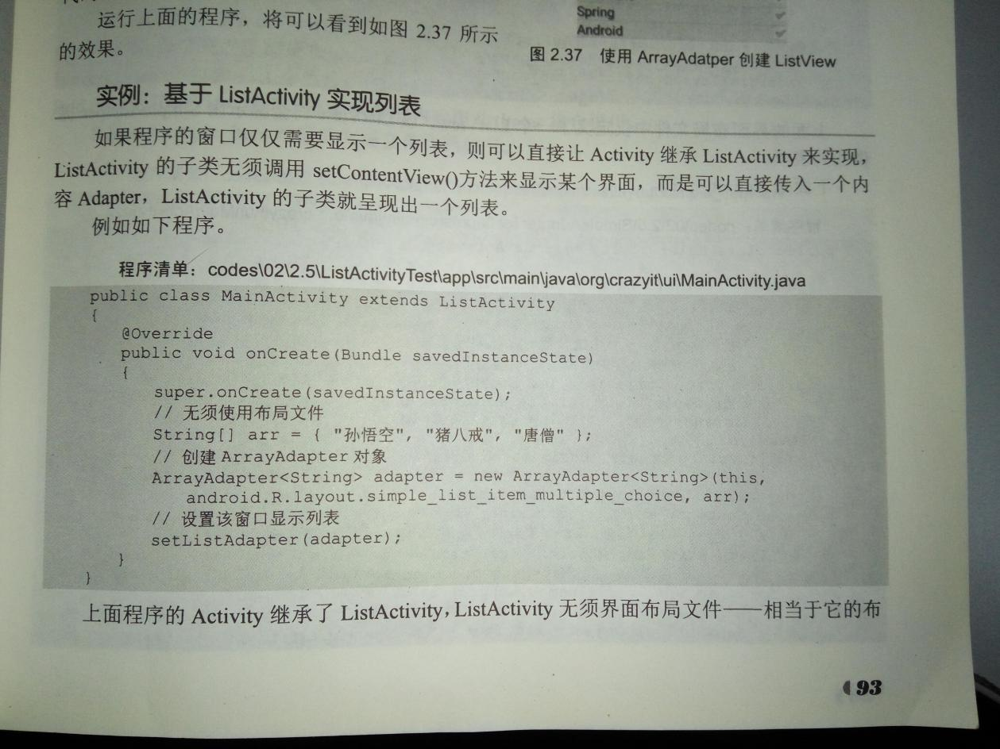 运行上面的程序，将可以看到如图 2.37 所示
的效果。
Spring
Android
图 2.37 使用 ArrayAdatper 创建 ListView
实例：基于 ListActivity 实现列表
如果程序的窗口仅仅需要显示一个列表，则可以直接让 Activity 继承 ListActivity 来实现，
ListActivity 的子类无须调用 setContentView()方法来显示某个界面，而是可以直接传入一个内
容 Adapter，ListActivity 的子类就呈现出一个列表。
例如如下程序。
程序清单：codes\02\2.5\ListActivityTest\app\src\main\java\org\crazyit\ui\MainActivity.java
public class MainActivity extends ListActivity
{
@Override
public void onCreate(Bundle savedInstanceState)
{
super.onCreate(savedInstanceState);
// 无须使用布局文件
String[] arr = { "孙悟空", "猪八戒", "唐僧" };
// 创建 ArrayAdapter 对象
ArrayAdapter<String> adapter = new ArrayAdapter<String>(this,
android.R.layout.simple_list_item_multiple_choice, arr);
// 设置该窗口显示列表
setListAdapter(adapter);
}
}
上面程序的 Activity 继承了 ListActivity，ListActivity 无须界面布局文件——相当于它的布
93